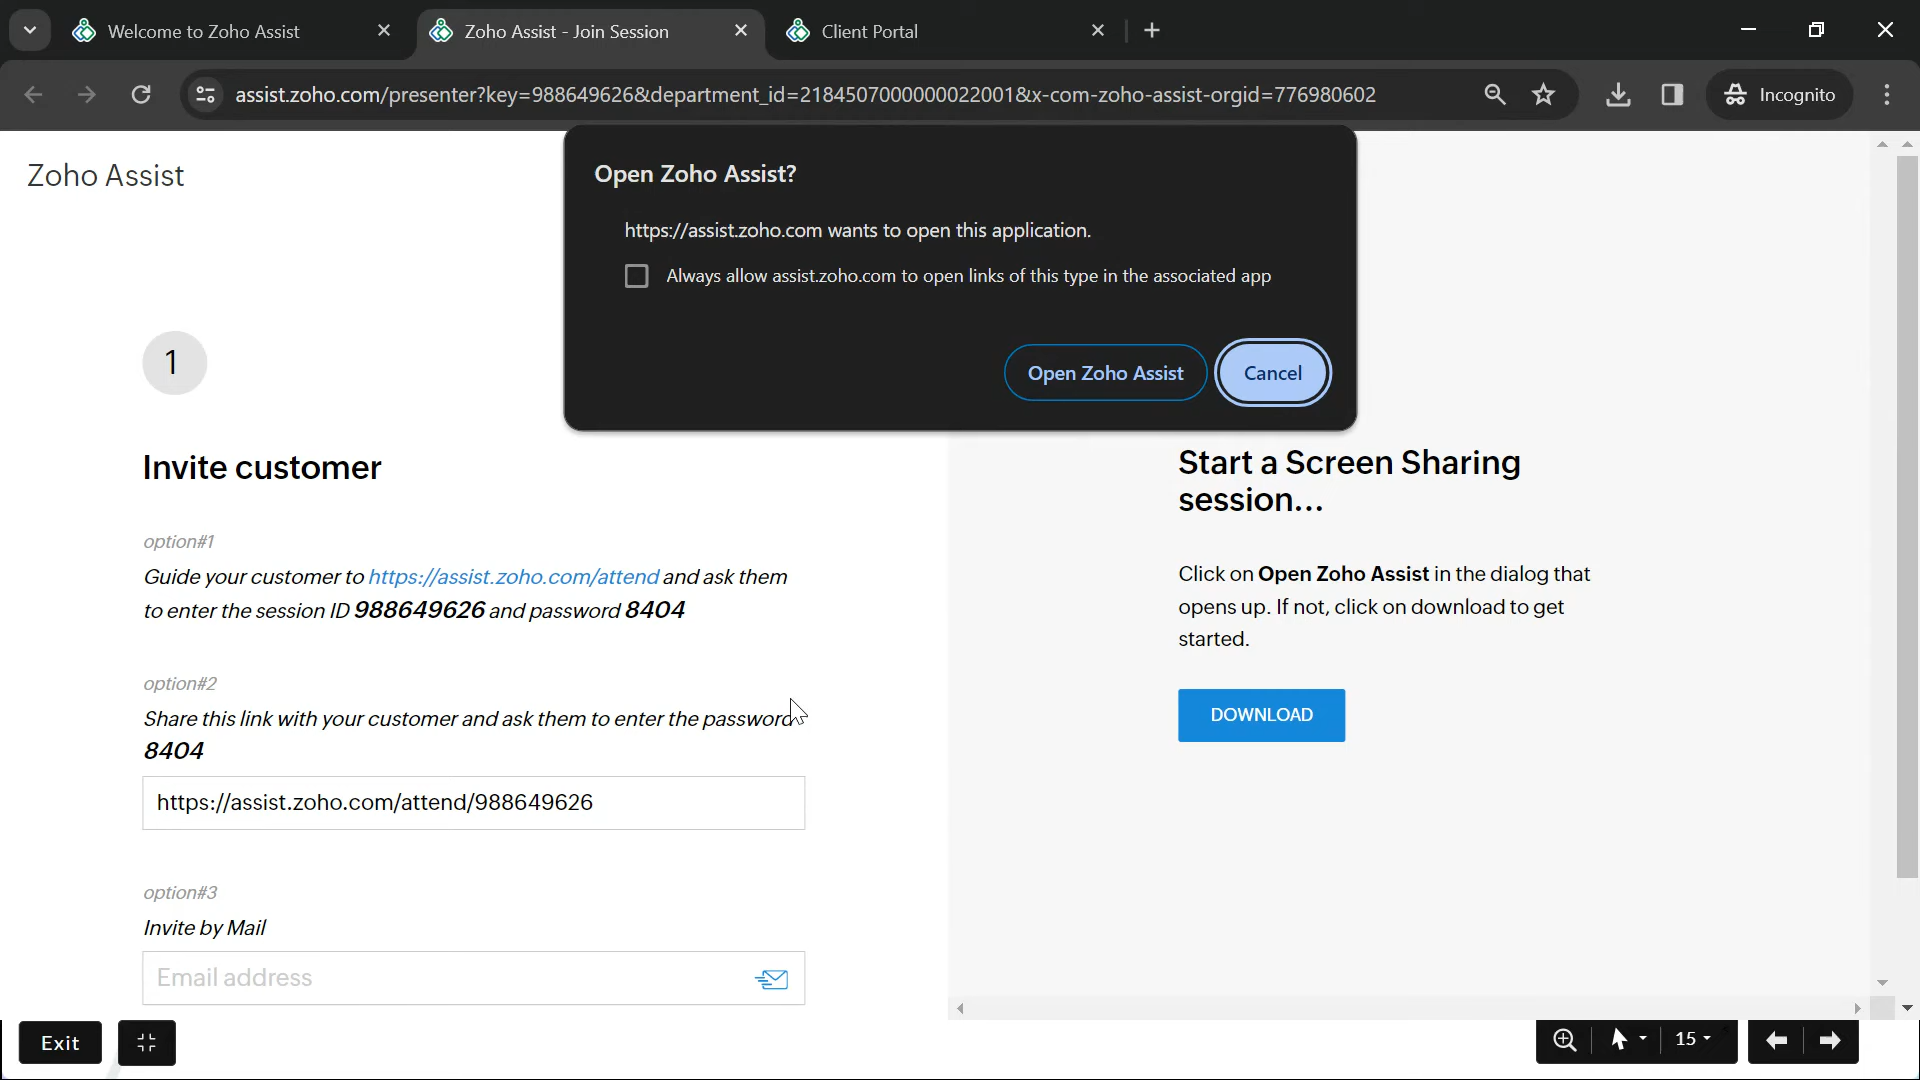 Welcome to Zoho Assist
Zoho Assist - Join Session
Client Portal
assist.zoho.com/presenter?key=988649626&department_id=2184507000000022001&x-com-zoho-assist-orgid=776980602
Incognito
Zoho Assist
Open Zoho Assist?
https://assist.zoho.com wants to open this application.
Always allow assist.zoho.com to open links of this type in the associated app
Open Zoho Assist
Cancel
1
Invite customer
option#1
Guide your customer to https://assist.zoho.com/attend and ask them
to enter the session ID 988649626 and password 8404
option#2
Share this link with your customer and ask them to enter the password
8404
https://assist.zoho.com/attend/988649626
option#3
Invite by Mail
Email address
Start a Screen Sharing
session...
Click on Open Zoho Assist in the dialog that
opens up. If not, click on download to get
started.
DOWNLOAD
Exit
15